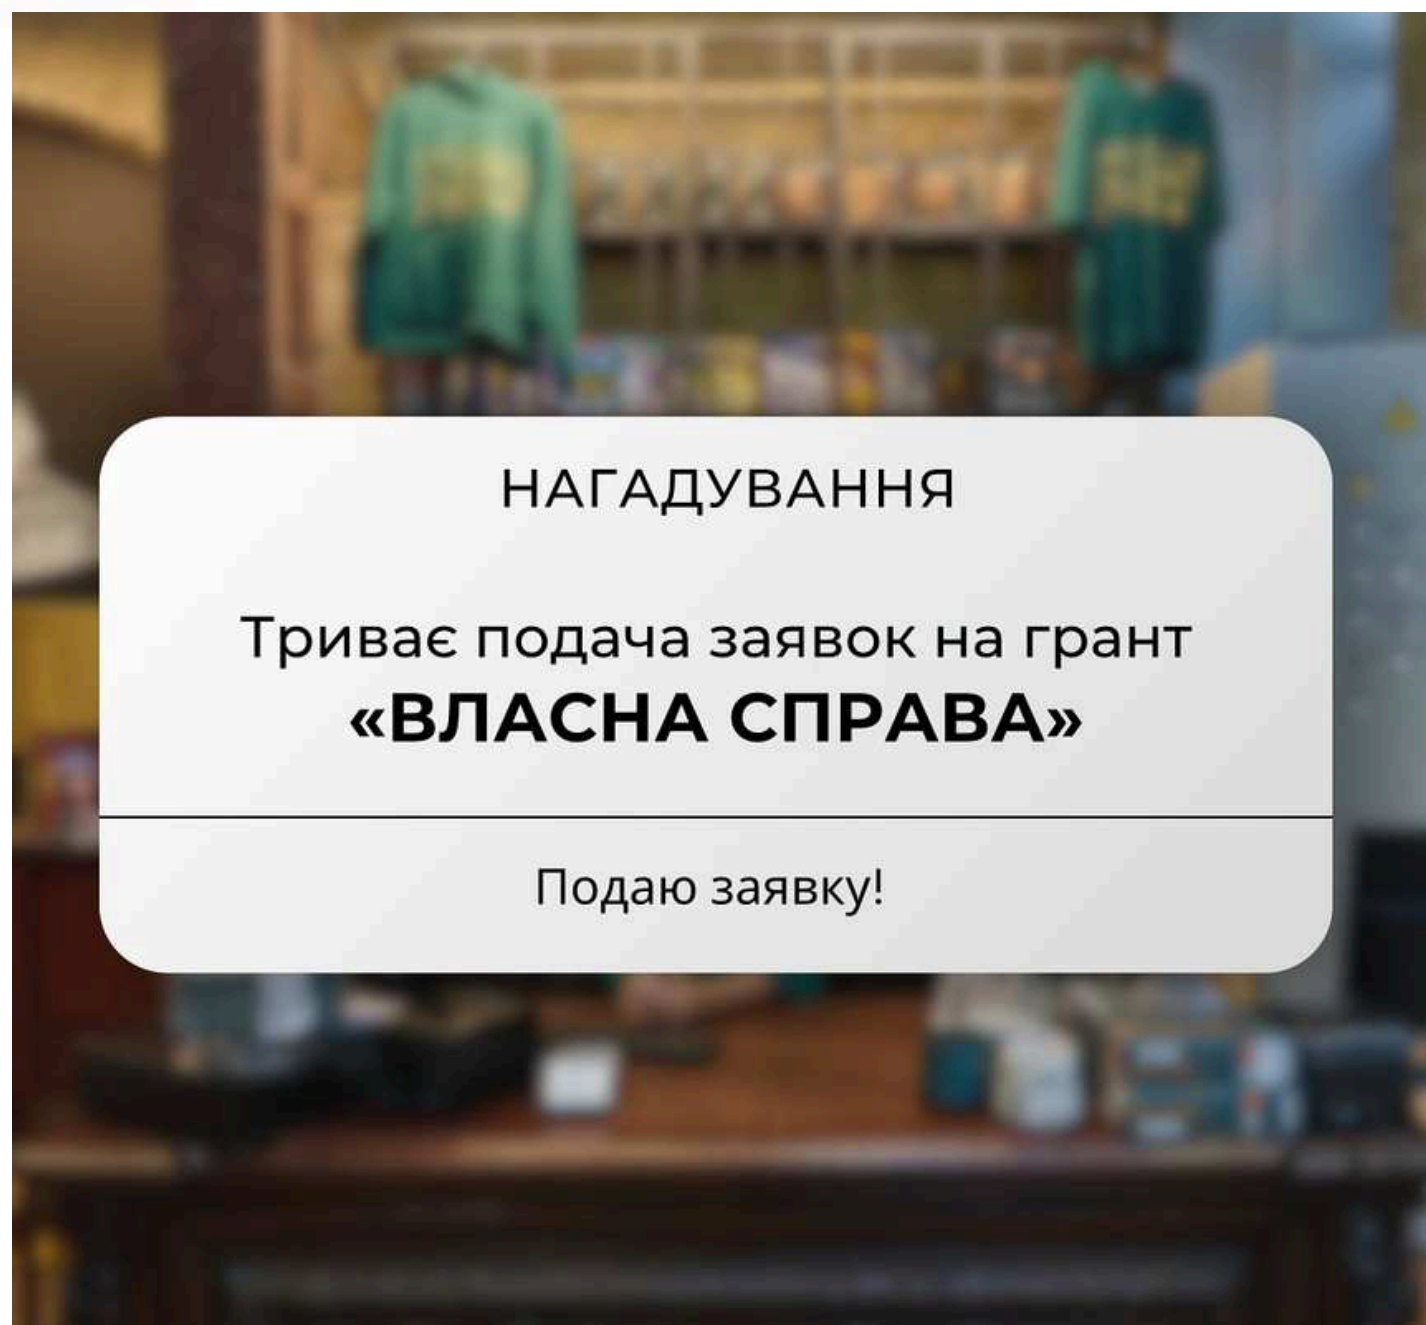 НАГАДУВАННЯ
Триває подача заявок на грант
«ВЛАСНА СПРАВА»
Подаю заявку!